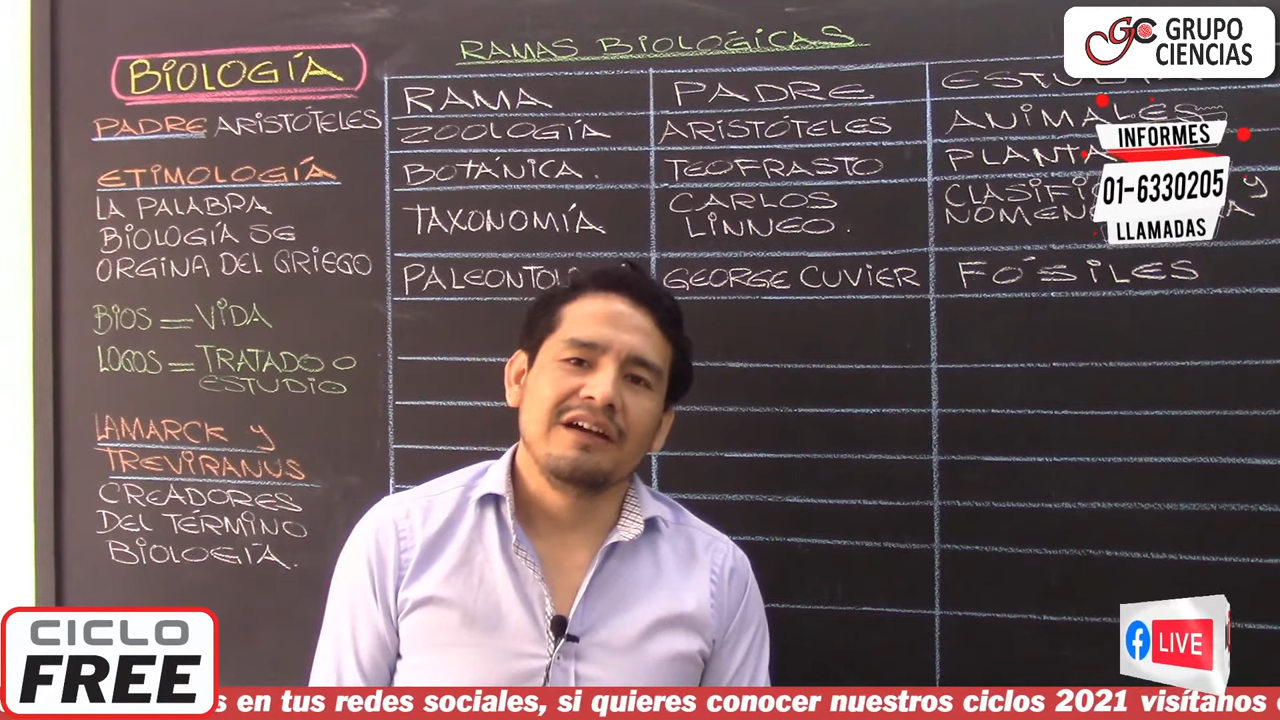 RAMAS BIOLÓGICAS
BIOLOGÍA
PADRE ARISTÓTELES
ETIMOLOGÍA
LA PALABRA
BIOLOGÍA SE
ORGINA DEL GRIEGO
BIOS = VIDA
LOGOS = TRATADO O
ESTUDIO
LAMARCK Y
TREVIRANUS
CREADORES
DEL TÉRMINO
BIOLOGÍA.
RAMA PADRE
ZOOLOGÍA ARISTÓTELES ANIMALES
BOTÁNICA. TEOFRASTO
TAXONOMÍA CARLOS
LINNEO. Y
GEORGE CUVIER FÓSILES
GC GRUPO
CIENCIAS
INFORMES
01-6330205
LLAMADAS
CICLO
FREE
f LIVE
en tus redes sociales, si quieres conocer nuestros ciclos 2021 visítanos